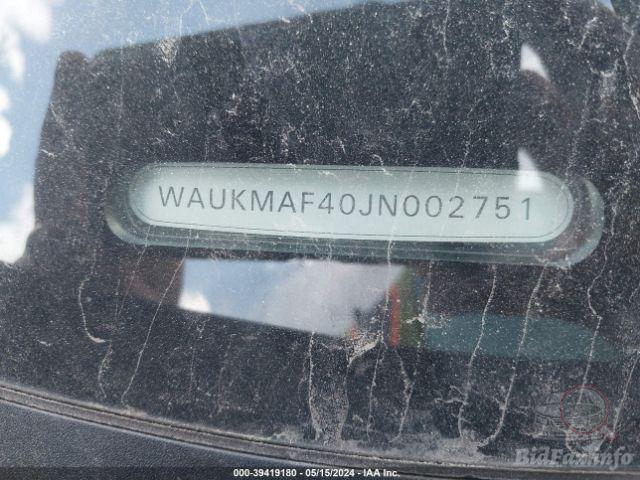 WAUKMAF40JN002751
BidFax.info
000-39419180 - 05/15/2024 - IAA Inc.